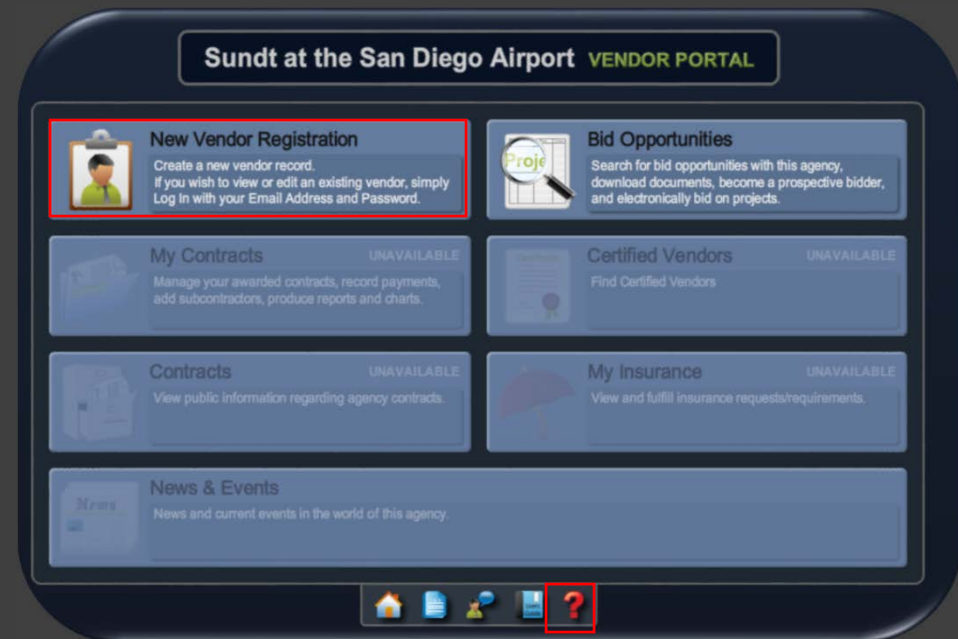 Sundt at the San Diego Airport VENDOR PORTAL
New Vendor Registration
Create a new vendor record.
If you wish to view or edit an existing vendor, simply
Log In with your Email Address and Password.
Proje
Bid Opportunities
Search for bid opportunities with this agency,
download documents, become a prospective bidder,
and electronically bid on projects.
My Contracts UNAVAILABLE
Manage your awarded contracts, record payments,
add subcontractors, produce reports and charts.
Certified Vendors UNAVAILABLE
Find Certified Vendors
Contracts UNAVAILABLE
View public information regarding agency contracts.
My Insurance UNAVAILABLE
View and fulfill insurance requests/requirements.
News
News & Events
News and current events in the world of this agency.